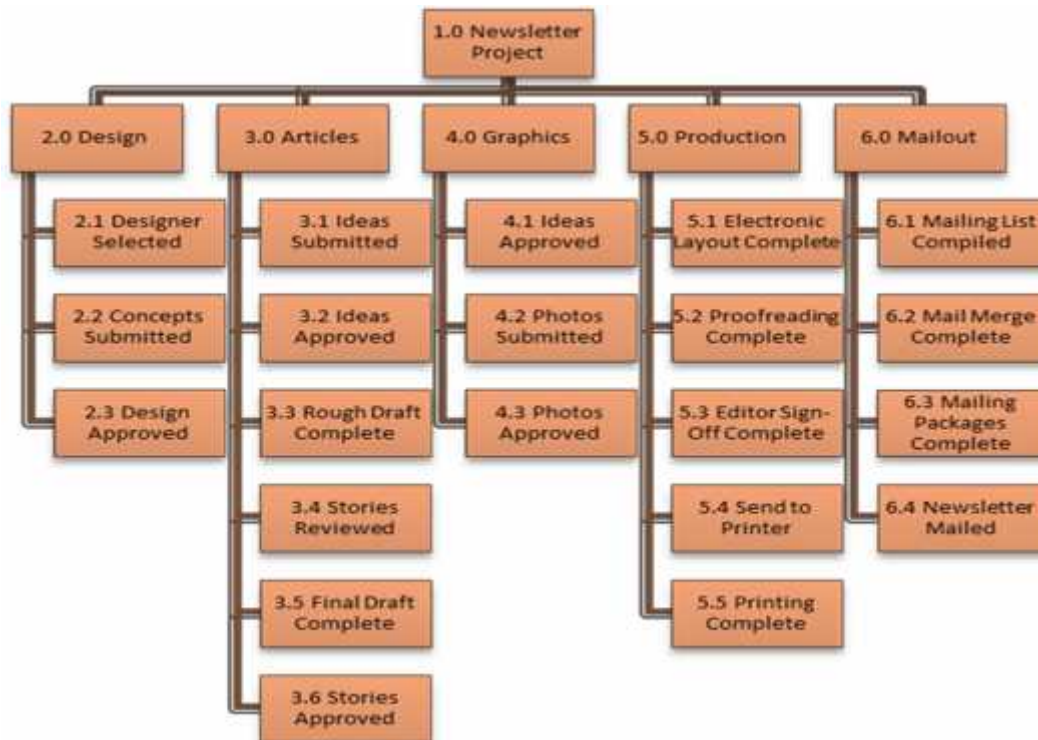 1.0 Newsletter
Project
2.0 Design
3.0 Articles
4.0 Graphics
5.0 Production
6.0 Mailout
2.1 Designer
Selected
2.2 Concepts
Submitted
2.3 Design
Approved
3.1 Ideas
Submitted
3.2 Ideas
Approved
3.3 Rough Draft
Complete
3.4 Stories
Reviewed
3.5 Final Draft
Complete
3.6 Stories
Approved
4.1 Ideas
Approved
4.2 Photos
Submitted
4.3 Photos
Approved
5.1 Electronic
Layout Complete
5.2 Proofreading
Complete
5.3 Editor Sign-
Off Complete
5.4 Send to
Printer
5.5 Printing
Complete
6.1 Mailing List
Compiled
6.2 Mail Merge
Complete
6.3 Mailing
Packages
Complete
6.4 Newsletter
Mailed